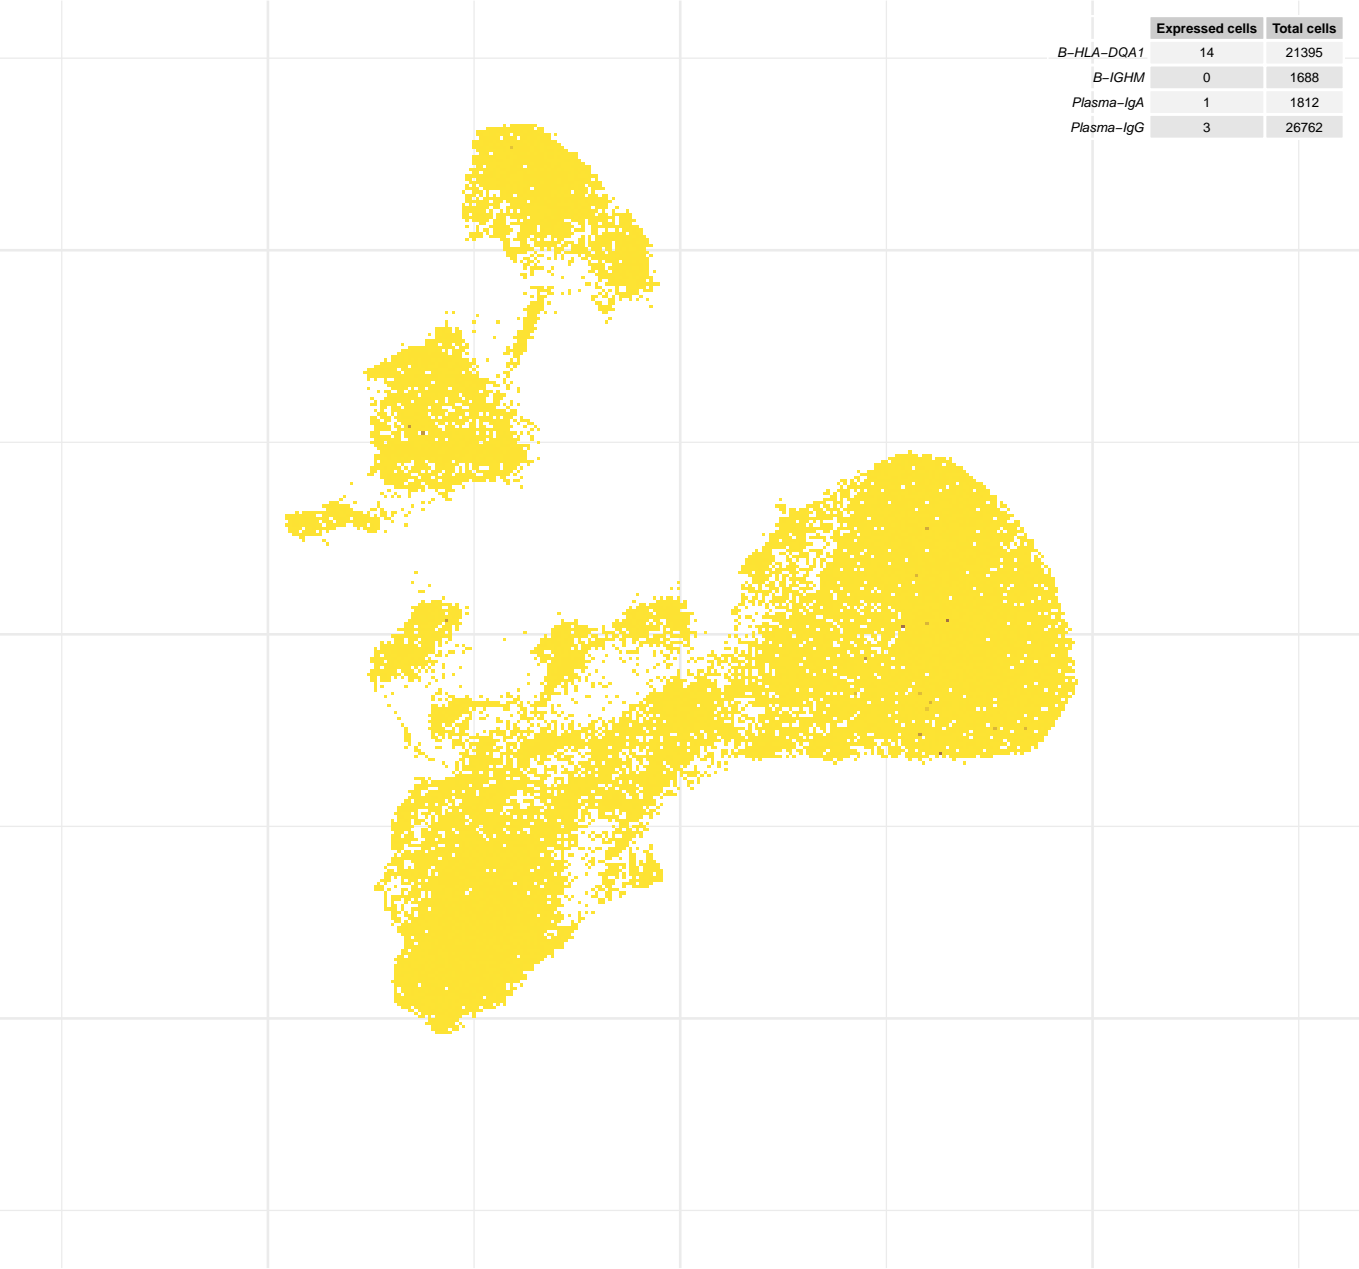 Expressed cells Total cells
B−HLA−DQA1 14 21395
B−IGHM 0 1688
Plasma−IgA 1 1812
Plasma−IgG 3 26762